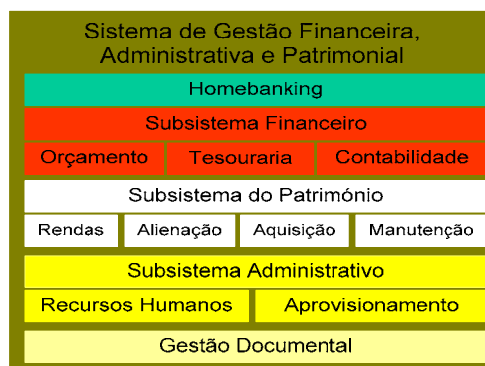 Sistema de Gestão Financeira,
Administrativa e Patrimonial
Homebanking
Subsistema Financeiro
Orçamento Tesouraria Contabilidade
Subsistema do Património
Rendas Alienação Aquisição Manutenção
Subsistema Administrativo
Recursos Humanos Aprovisionamento
Gestão Documental